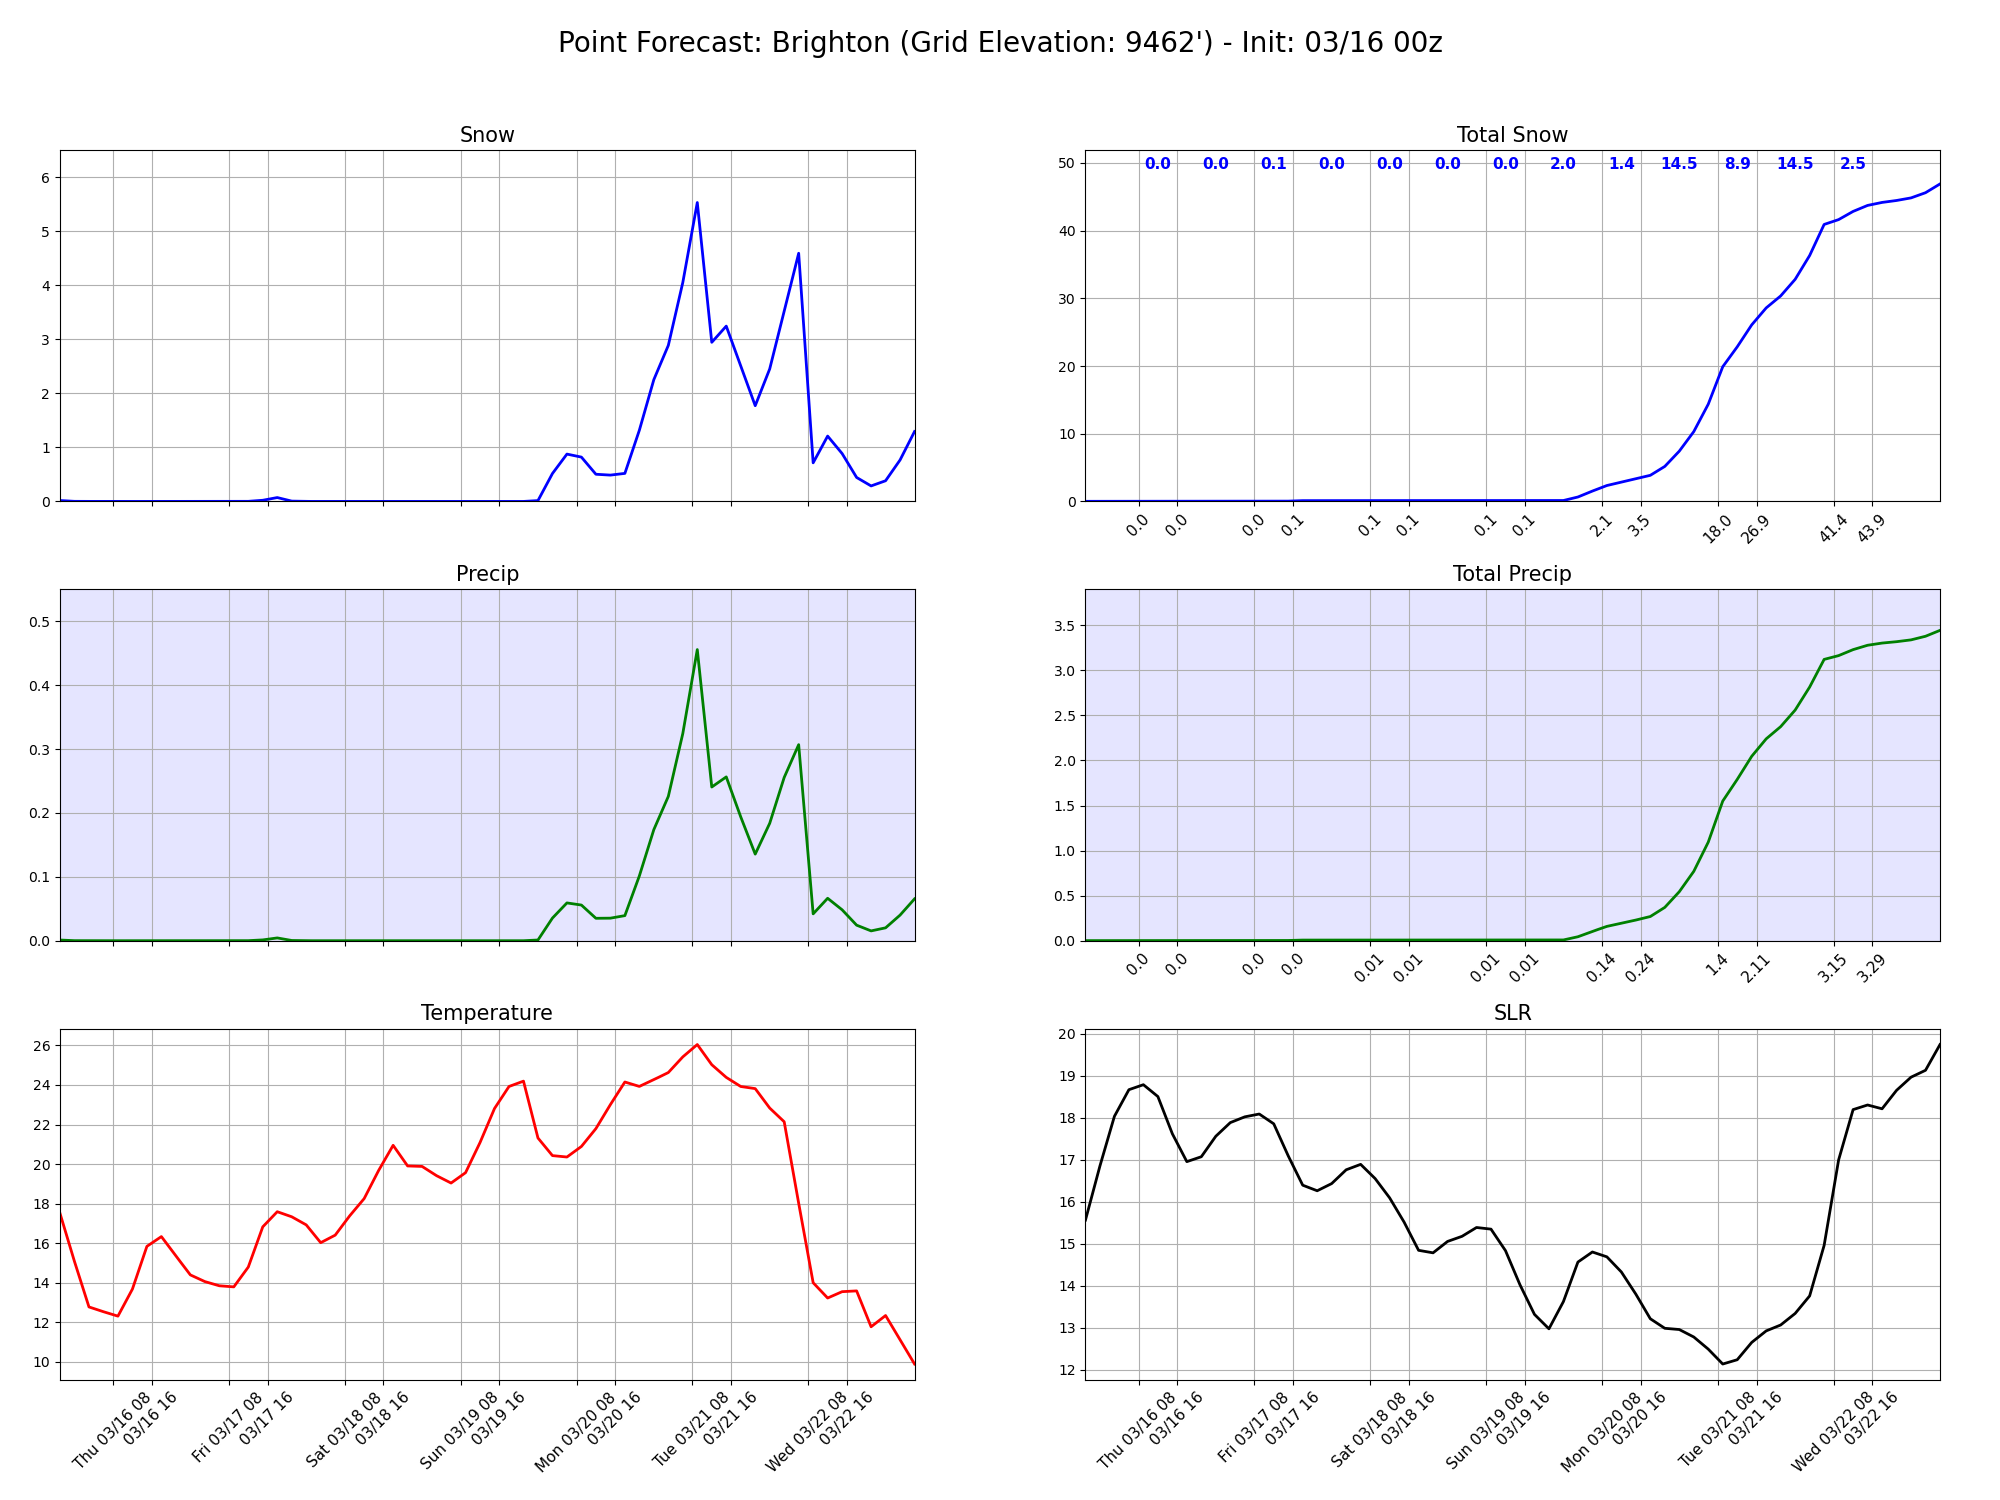 Point Forecast: Brighton (Grid Elevation: 9462') - Init: 03/16 00z
Snow
6
5
4
3
2
1
0
Total Snow
0.0 0.0 0.1 0.0 0.0 0.0 0.0 2.0 1.4 14.5 8.9 14.5 2.5
50
40
30
20
10
0
0.0 0.0 0.0 0.1 0.1 0.1 0.1 0.1 2.1 3.5 18.0 26.9 41.4 43.9
Precip
0.5
0.4
0.3
0.2
0.1
0.0
Total Precip
3.5
3.0
2.5
2.0
1.5
1.0
0.5
0.0
0.0 0.0 0.0 0.0 0.01 0.01 0.01 0.01 0.14 0.24 1.4 2.11 3.15 3.29
Temperature
26
24
22
20
18
16
14
12
10
Thu 03/16 08
03/16 16
Fri 03/17 08
03/17 16
Sat 03/18 08
03/18 16
Sun 03/19 08
03/19 16
Mon 03/20 08
03/20 16
Tue 03/21 08
03/21 16
Wed 03/22 08
03/22 16
SLR
20
19
18
17
16
15
14
13
12
Thu 03/16 08
03/16 16
Fri 03/17 08
03/17 16
Sat 03/18 08
03/18 16
Sun 03/19 08
03/19 16
Mon 03/20 08
03/20 16
Tue 03/21 08
03/21 16
Wed 03/22 08
03/22 16